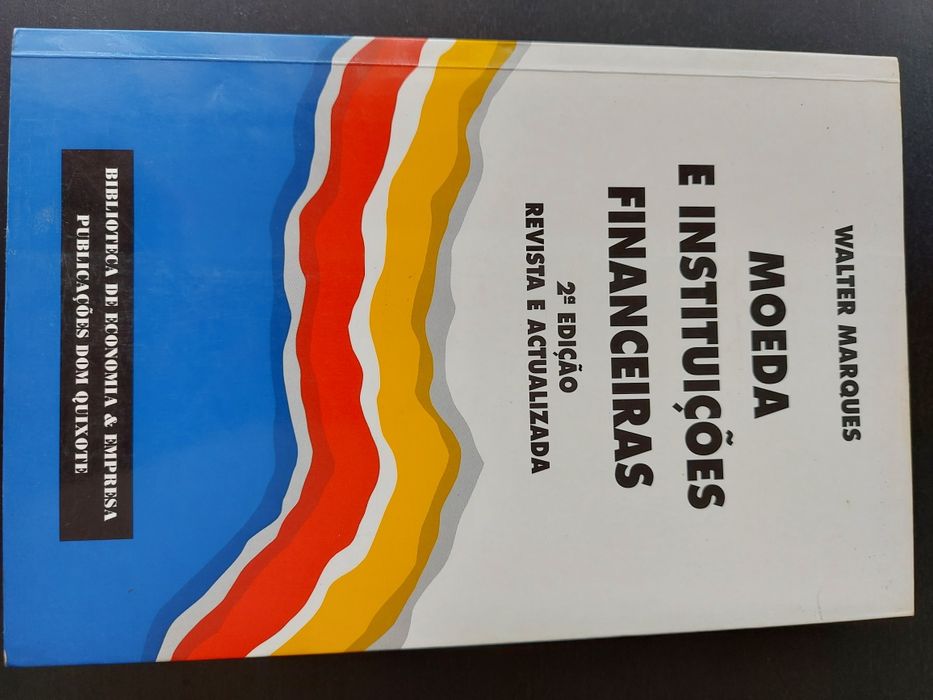 WALTER MARQUES
MOEDA
E INSTITUIÇÕES
FINANCEIRAS
2ª EDIÇÃO
REVISTA E ACTUALIZADA
BIBLIOTECA DE ECONOMIA & EMPRESA
PUBLICAÇÕES DOM QUIXOTE